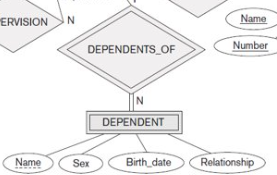 Name
ERVISION
N
DEPENDENTS_OF
Number
N
DEPENDENT
Name
Sex
Birth_date
Relationship